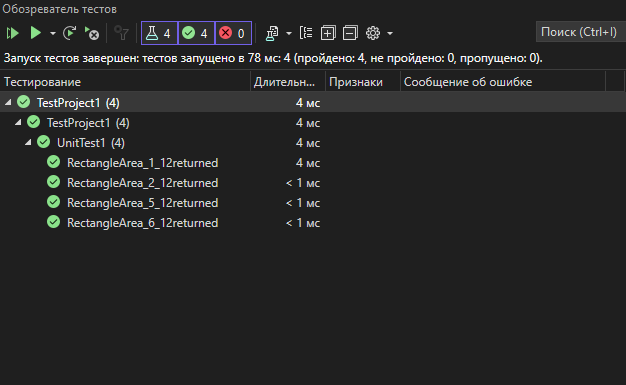 Обозреватель тестов
4 4 0 Поиск (Ctrl+I)
Запуск тестов завершен: тестов запущено в 78 мс: 4 (пройдено: 4, не пройдено: 0, пропущено: 0).
Тестирование Длительн... Признаки Сообщение об ошибке
TestProject1 (4) 4 мс
TestProject1 (4) 4 мс
UnitTest1 (4) 4 мс
RectangleArea_1_12returned 4 мс
RectangleArea_2_12returned < 1 мс
RectangleArea_5_12returned < 1 мс
RectangleArea_6_12returned < 1 мс